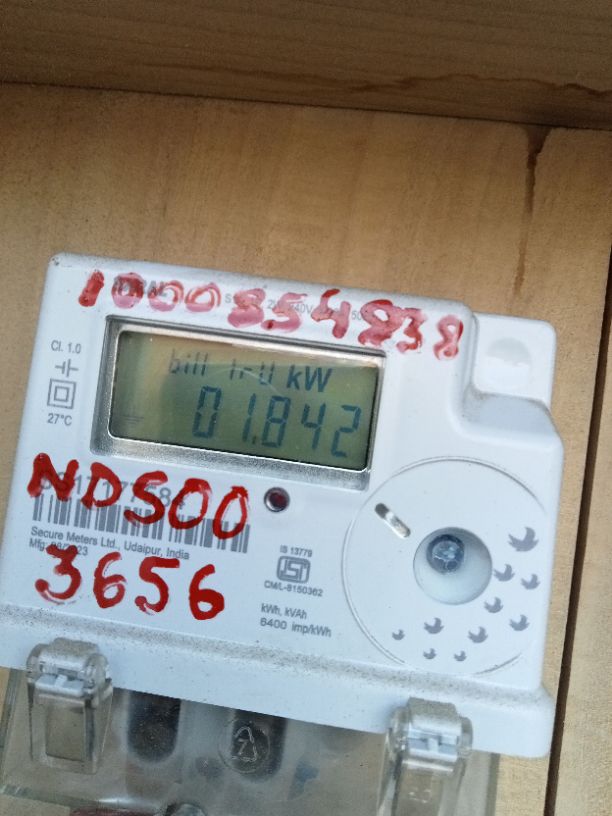 1000854838
Cl. 1.0
bill 1-0 kW
01.842
27°C
NDS00
3656
Secure Meters Ltd., Udaipur, India
IS 13779
CM/L-8150362
kWh, kVAh
6400 imp/kWh